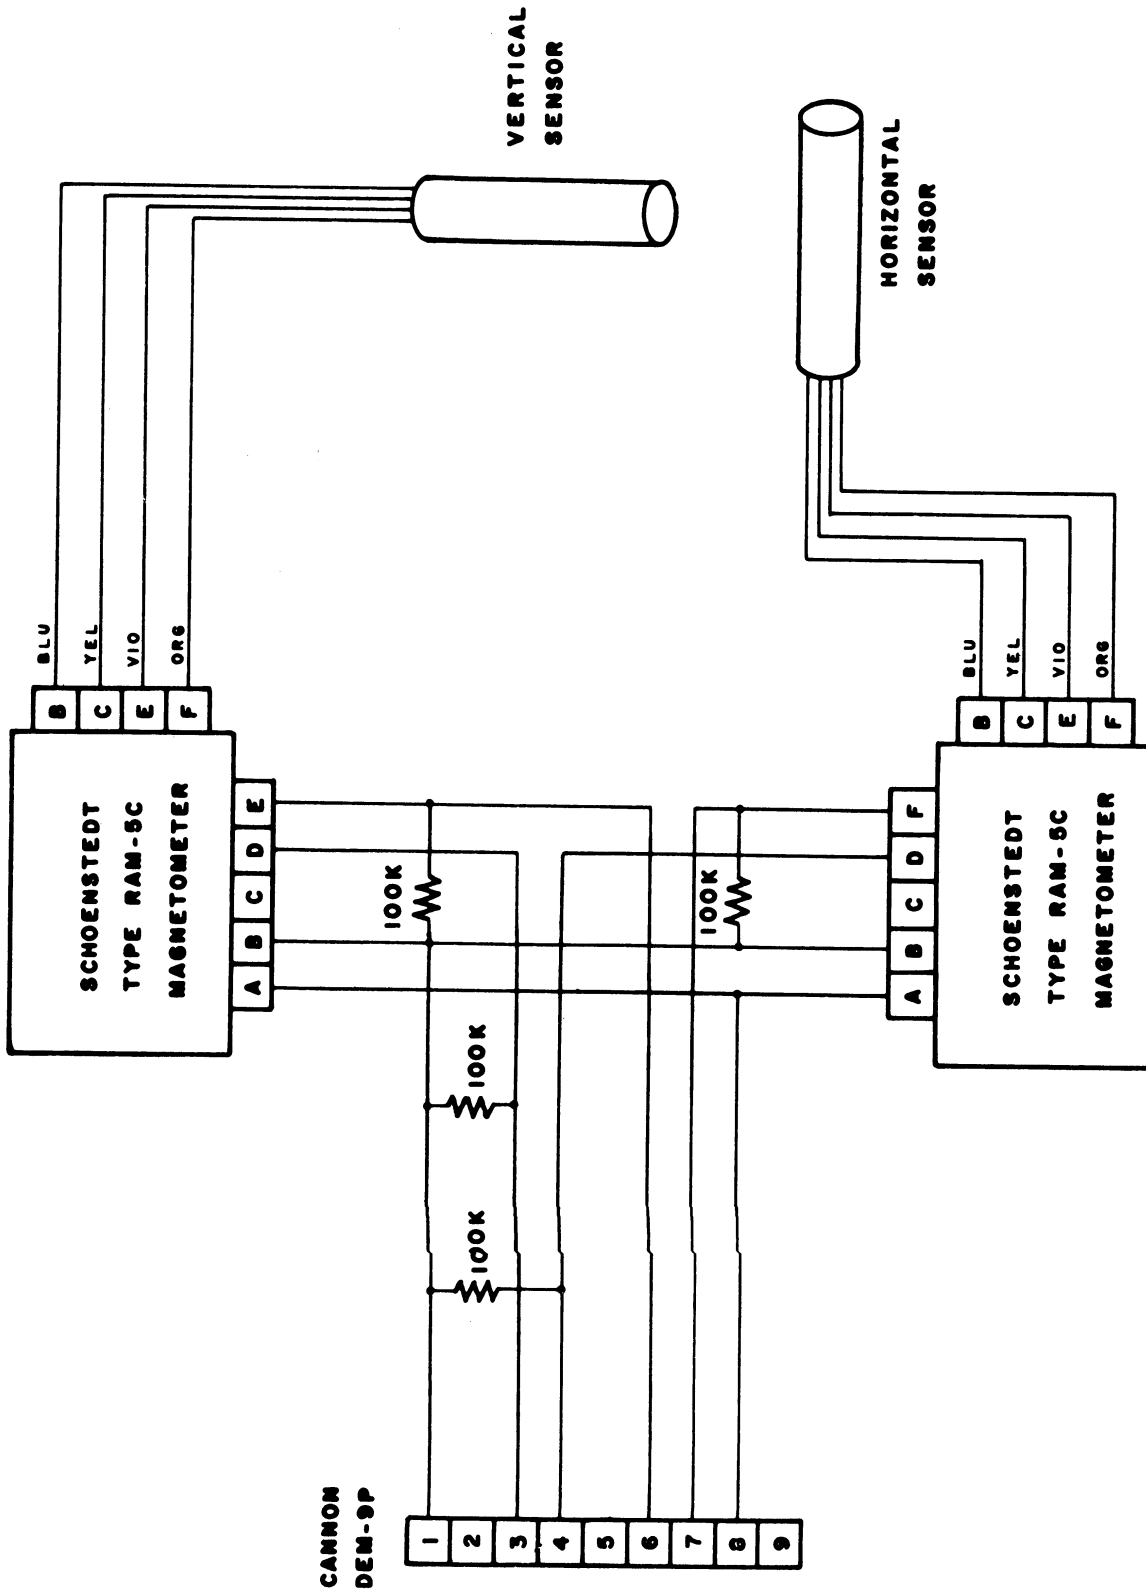 SCHOENSTEDT
TYPE RAM-5C
MAGNETOMETER
B
C
E
F
BLU
YEL
VIO
ORG
A
B
C
D
E
VERTICAL
SENSOR
100K
100K
100K
100K
CANNON
DEM-9P
1
2
3
4
5
6
7
8
9
HORIZONTAL
SENSOR
A
B
C
D
F
BLU
YEL
VIO
ORG
B
C
E
F
SCHOENSTEDT
TYPE RAM-5C
MAGNETOMETER